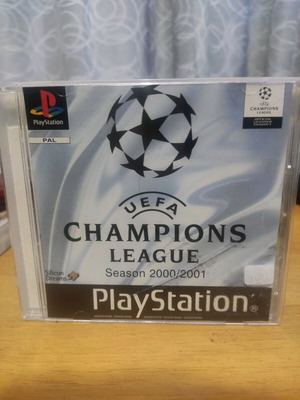 PlayStation
PAL
UEFA
CHAMPIONS
LEAGUE
UEFA
CHAMPIONS
LEAGUE
Season 2000/2001
Silicon
Dreams
PlayStation